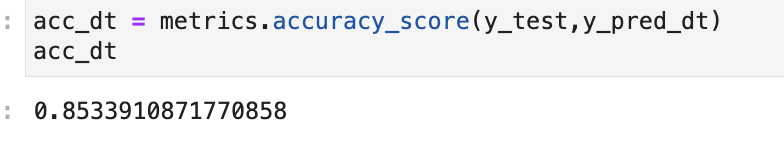 : acc_dt = metrics.accuracy_score(y_test,y_pred_dt)
acc_dt
: 0.8533910871770858